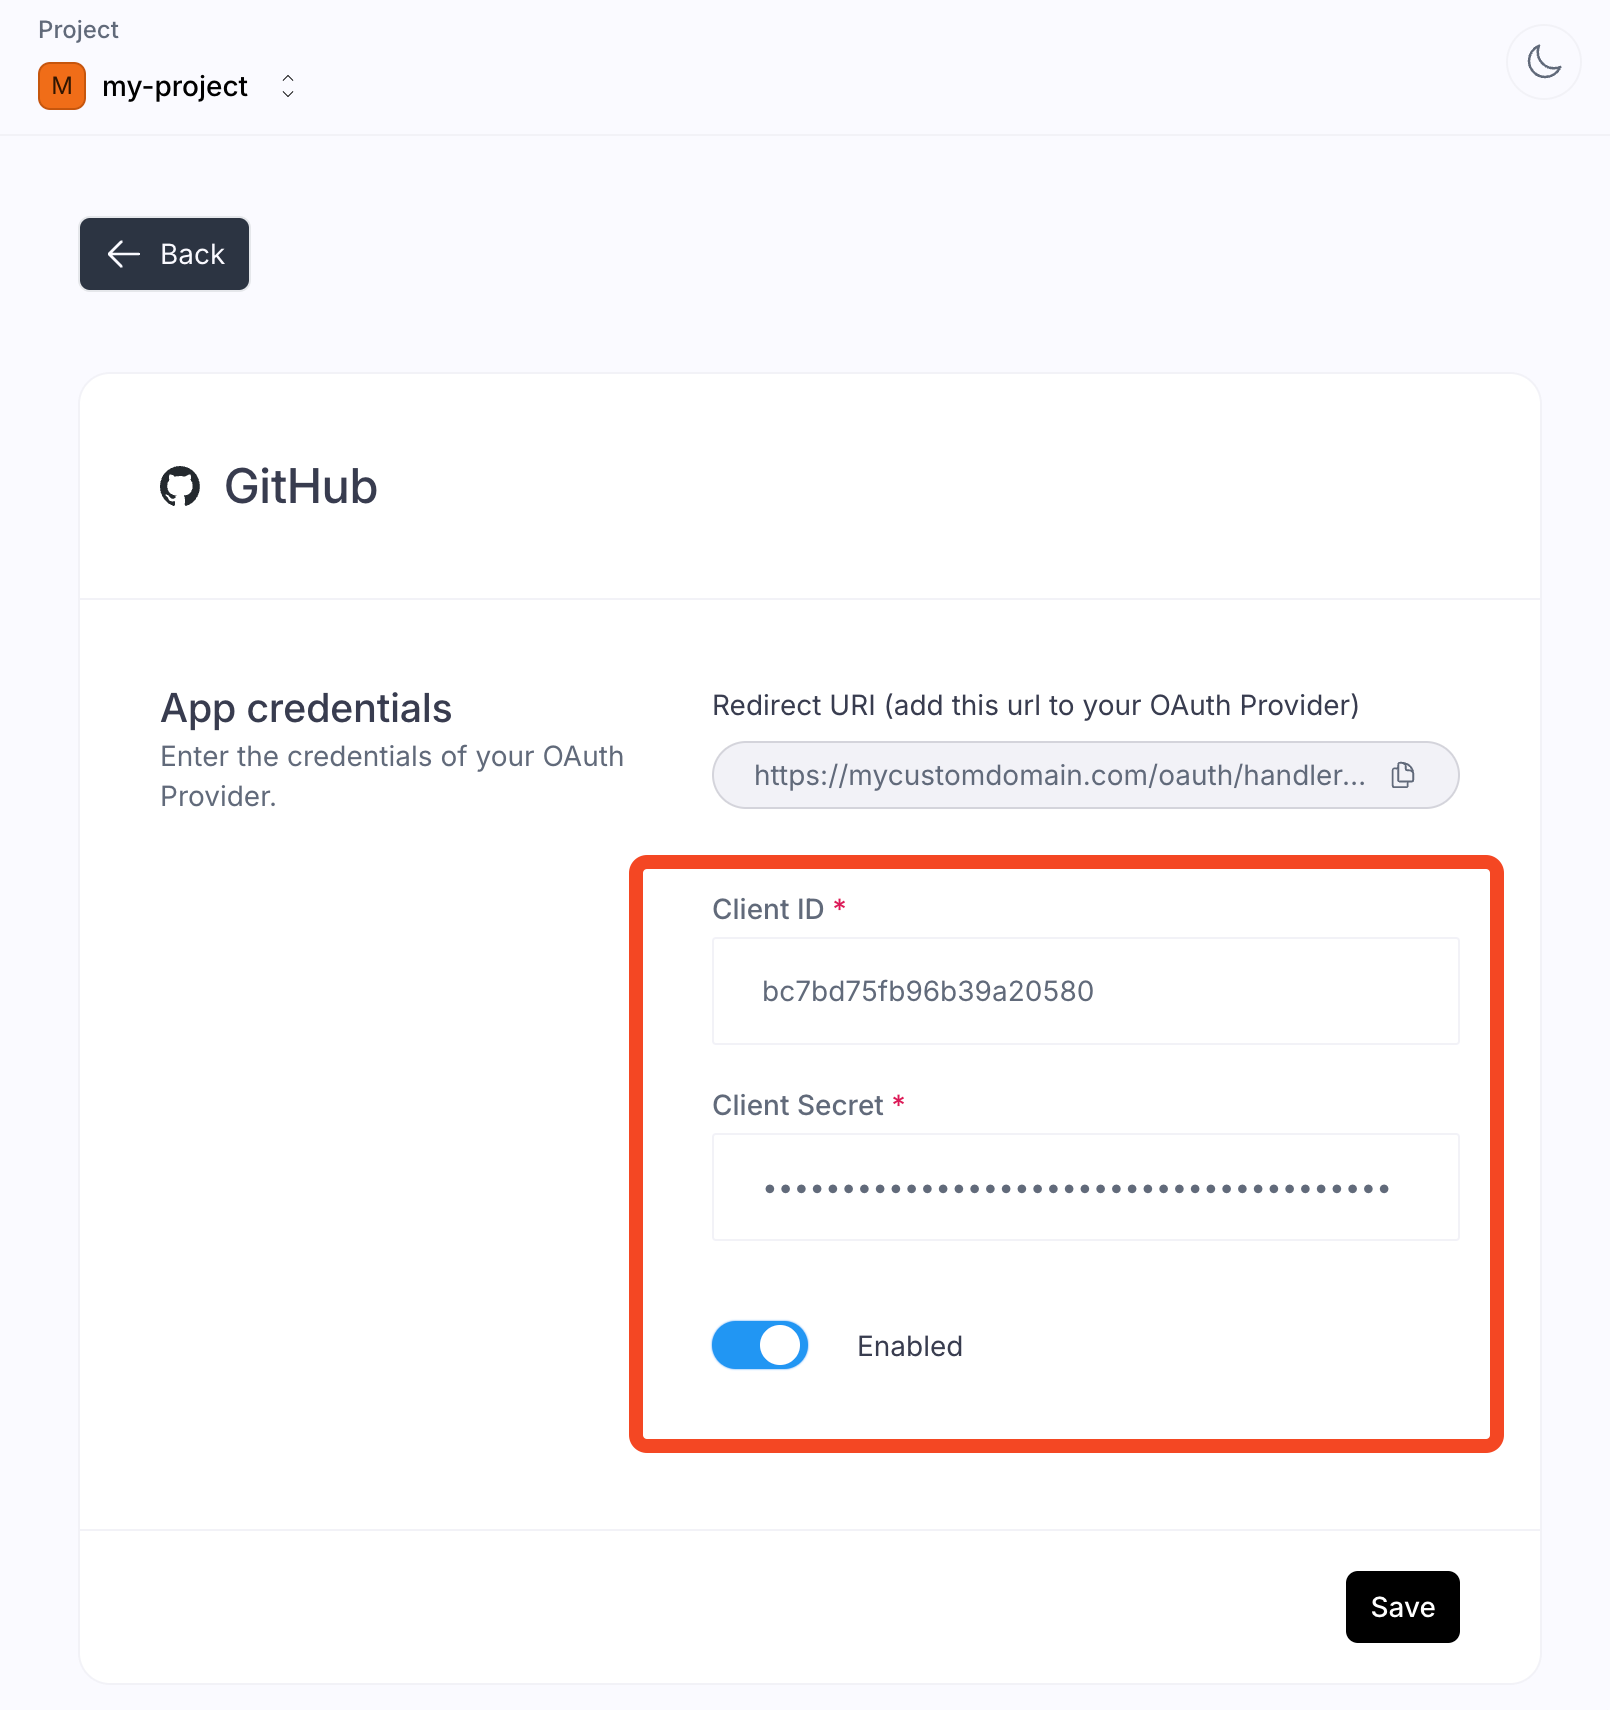 Project
M my-project
Back
GitHub
App credentials
Enter the credentials of your OAuth
Provider.
Redirect URI (add this url to your OAuth Provider)
https://mycustomdomain.com/oauth/handler...
Client ID *
bc7bd75fb96b39a20580
Client Secret *
••••••••••••••••••••••••••••••••••••••••
Enabled
Save